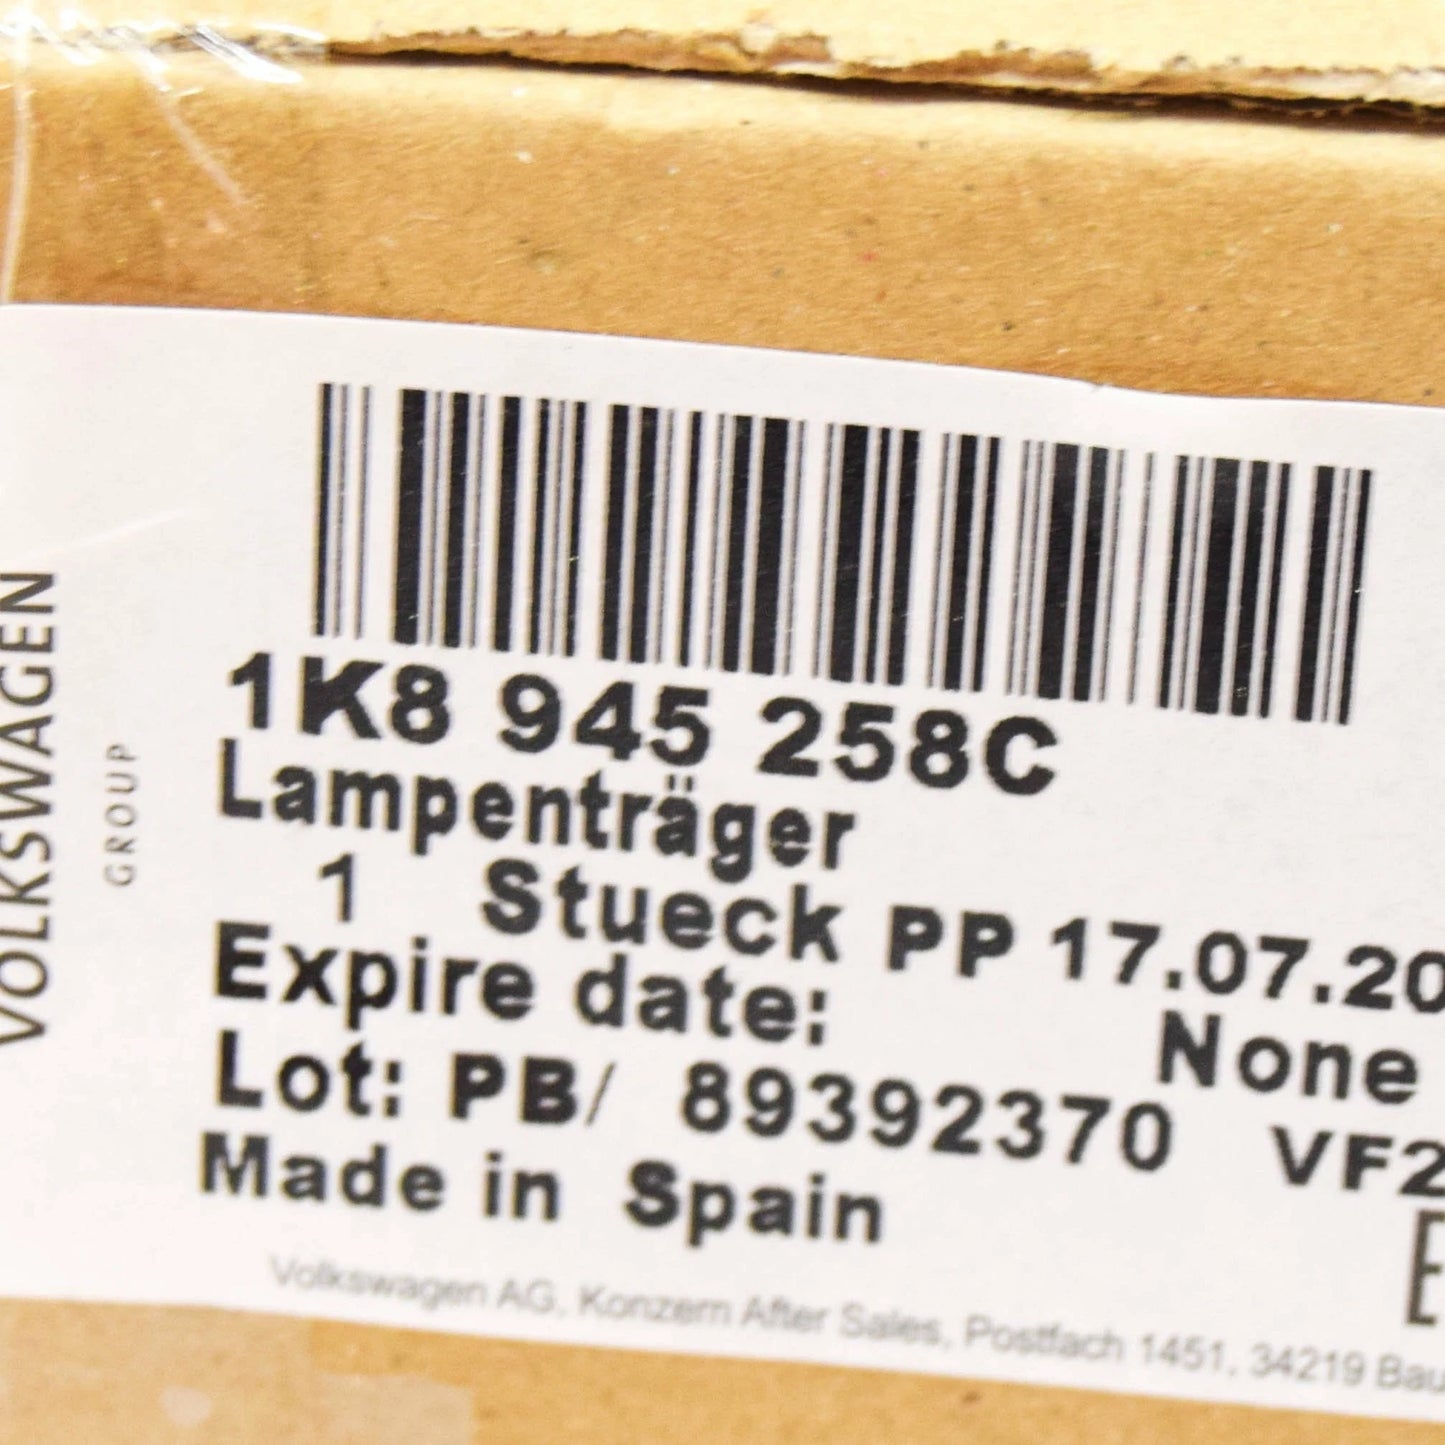 VOLKSWAGEN
GROUP
1K8 945 258C
Lampenträger
1 Stueck PP 17.07.20
Expire date: None
Lot: PB/ 89392370 VF2
Made in Spain
Volkswagen AG, Konzern After Sales, Postfach 1451, 34219 Bau